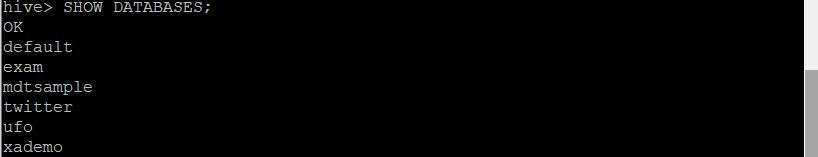 hive> SHOW DATABASES;
OK
default
exam
mdtsample
twitter
ufo
xademo